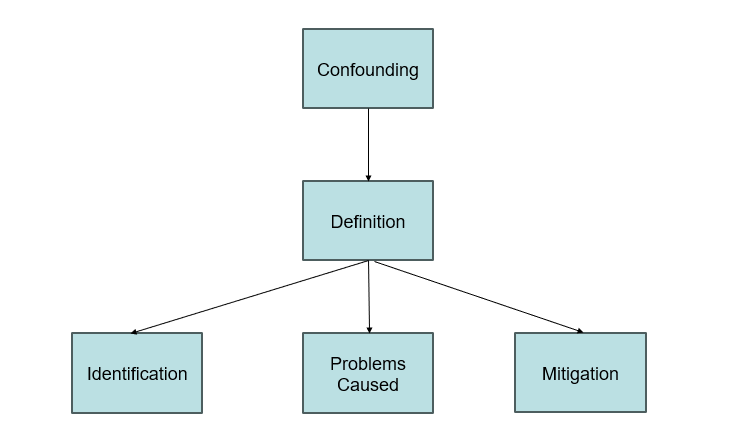 Confounding
Definition
Identification
Problems
Caused
Mitigation